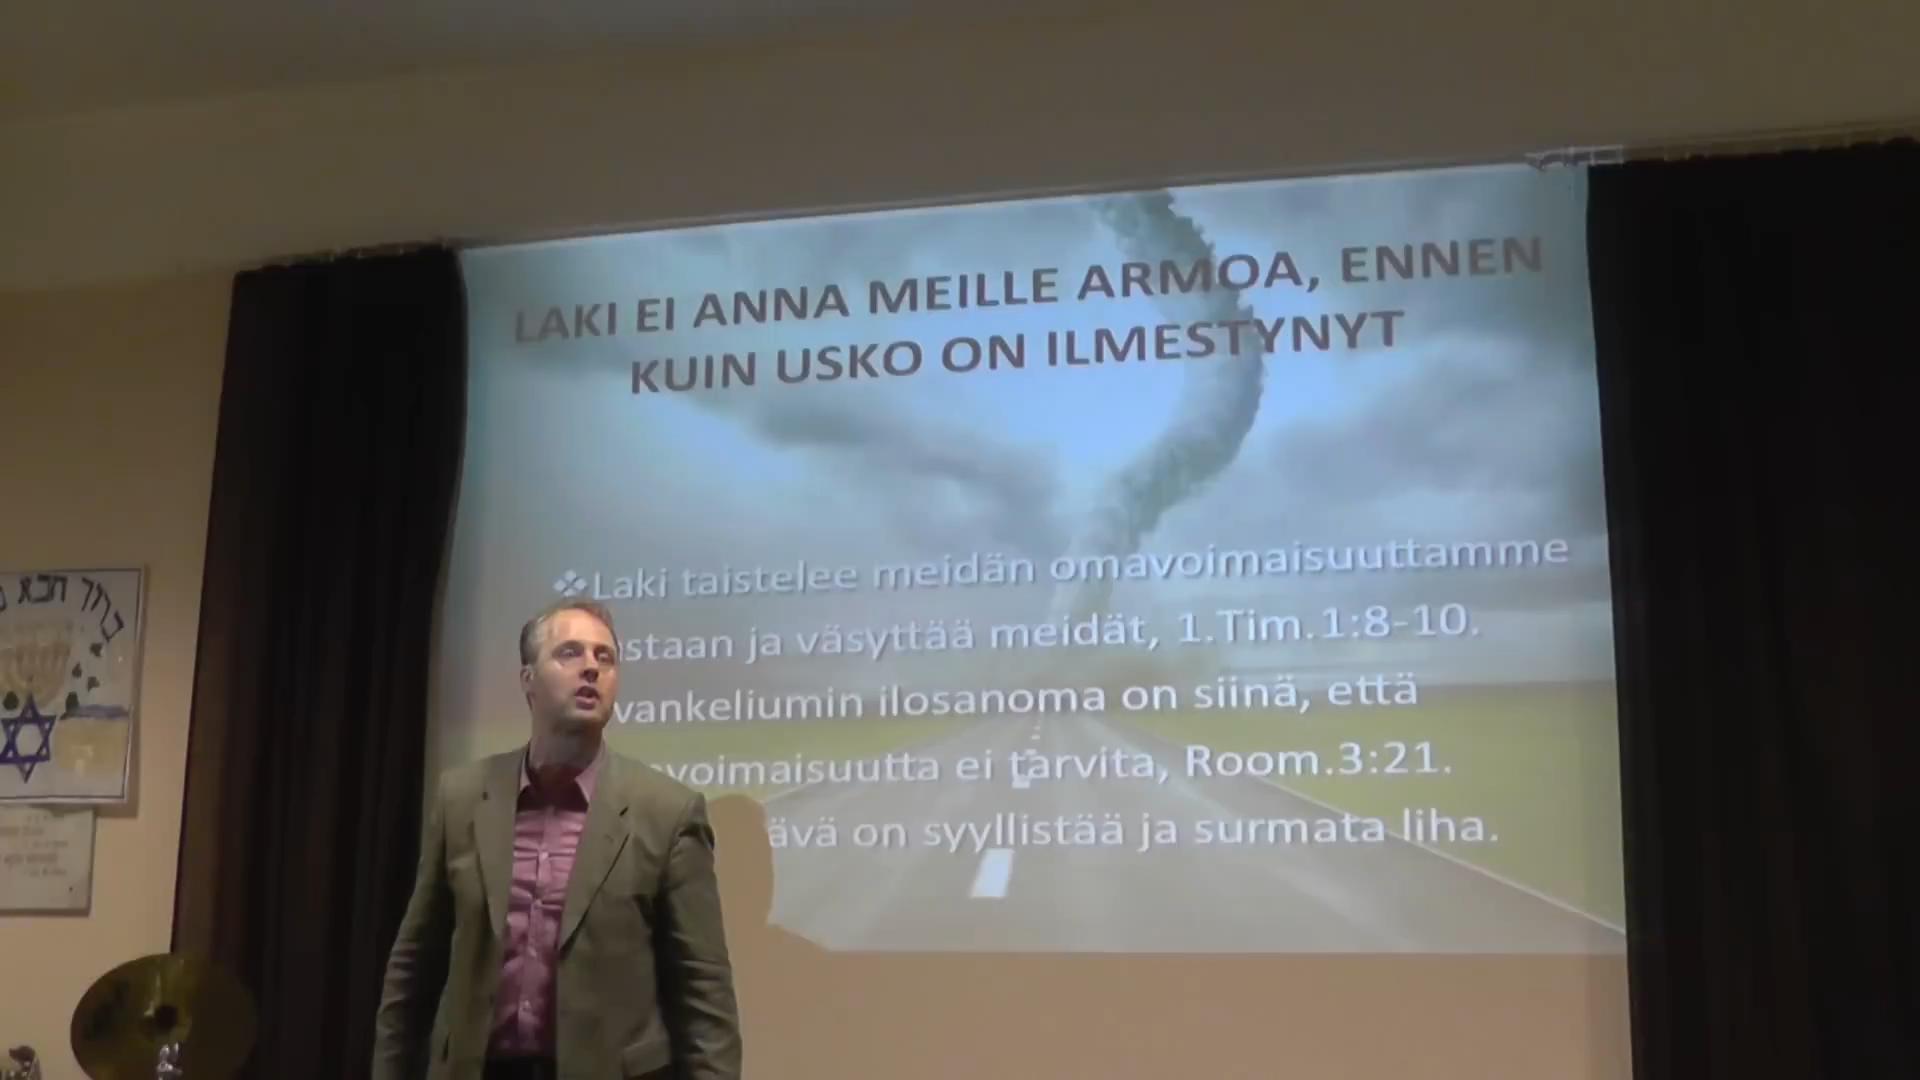 LAKI EI ANNA MEILLE ARMOA, ENNEN
KUIN USKO ON ILMESTYNYT
❖Laki taistelee meidän omavoimaisuuttamme
staan ja väsyttää meidät, 1.Tim.1:8-10.
vankeliumin ilosanoma on siinä, että
voimaisuutta ei tarvita, Room.3:21.
ävä on syyllistää ja surmata liha.
ברוך הבא